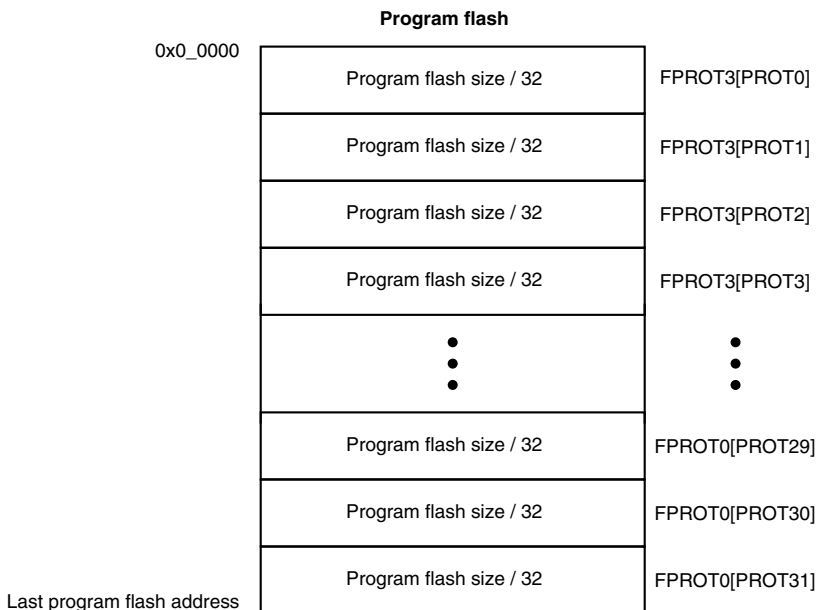 Program flash
0x0_0000
Program flash size / 32 FPROT3[PROT0]
Program flash size / 32 FPROT3[PROT1]
Program flash size / 32 FPROT3[PROT2]
Program flash size / 32 FPROT3[PROT3]
Program flash size / 32 FPROT0[PROT29]
Program flash size / 32 FPROT0[PROT30]
Program flash size / 32 FPROT0[PROT31]
Last program flash address